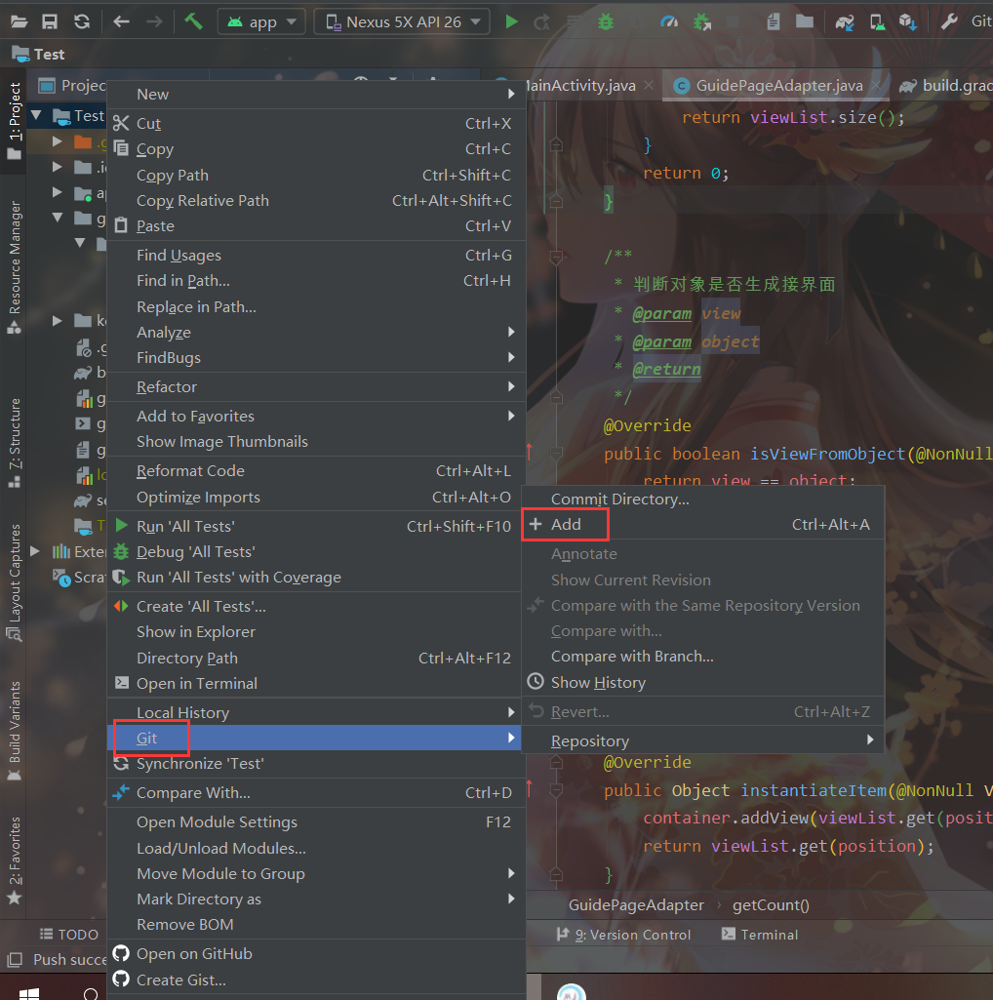 app
Nexus 5X API 26
Git
Test
1: Project
Resource Manager
Z: Structure
Layout Captures
Build Variants
2: Favorites
Projec
MainActivity.java
GuidePageAdapter.java
build.grac
Test
.g
.id
ap
g
ke
.g
b
g
g
g
lo
se
T
Exter
Scrat
New
Cut Ctrl+X
Copy Ctrl+C
Copy Path Ctrl+Shift+C
Copy Relative Path Ctrl+Alt+Shift+C
Paste Ctrl+V
Find Usages Ctrl+G
Find in Path... Ctrl+H
Replace in Path...
Analyze
FindBugs
Refactor
Add to Favorites
Show Image Thumbnails
Reformat Code Ctrl+Alt+L
Optimize Imports Ctrl+Alt+O
Run 'All Tests' Ctrl+Shift+F10
Debug 'All Tests'
Run 'All Tests' with Coverage
Create 'All Tests'...
Show in Explorer
Directory Path Ctrl+Alt+F12
Open in Terminal
Local History
Git
Synchronize 'Test'
Compare With... Ctrl+D
Open Module Settings F12
Load/Unload Modules...
Move Module to Group
Mark Directory as
Remove BOM
Open on GitHub
Create Gist...
Commit Directory...
Add Ctrl+Alt+A
Annotate
Show Current Revision
Compare with the Same Repository Version
Compare with...
Compare with Branch...
Show History
Revert... Ctrl+Alt+Z
Repository
return viewList.size();
}
return 0;
}
/**
* 判断对象是否生成接界面
* @param view
* @param object
* @return
*/
@Override
public boolean isViewFromObject(@NonNull
return view == object;
@Override
public Object instantiateItem(@NonNull V
container.addView(viewList.get(posit
return viewList.get(position);
}
GuidePageAdapter › getCount()
TODO
9: Version Control
Terminal
Push succe